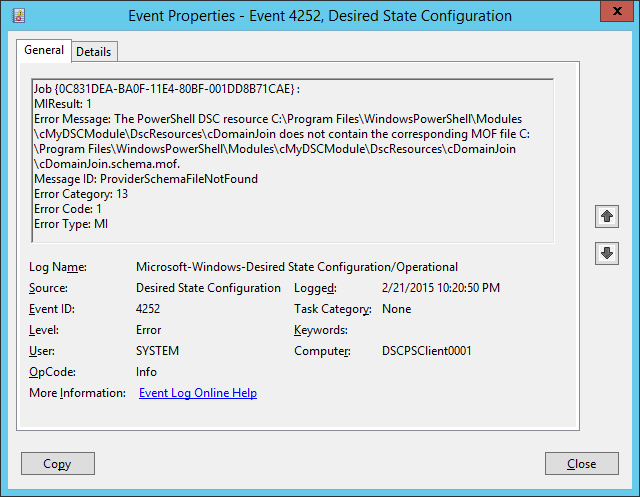 Event Properties - Event 4252, Desired State Configuration
x
General Details
Job {0C831DEA-BA0F-11E4-80BF-001DD8B71CAE} :
MIResult: 1
Error Message: The PowerShell DSC resource C:\Program Files\WindowsPowerShell\Modules
\cMyDSCModule\DscResources\cDomainJoin does not contain the corresponding MOF file C:
\Program Files\WindowsPowerShell\Modules\cMyDSCModule\DscResources\cDomainJoin
\cDomainJoin.schema.mof.
Message ID: ProviderSchemaFileNotFound
Error Category: 13
Error Code: 1
Error Type: MI
Log Name: Microsoft-Windows-Desired State Configuration/Operational
Source: Desired State Configuration Logged: 2/21/2015 10:20:50 PM
Event ID: 4252 Task Category: None
Level: Error Keywords:
User: SYSTEM Computer: DSCPSClient0001
OpCode: Info
More Information: Event Log Online Help
Copy Close